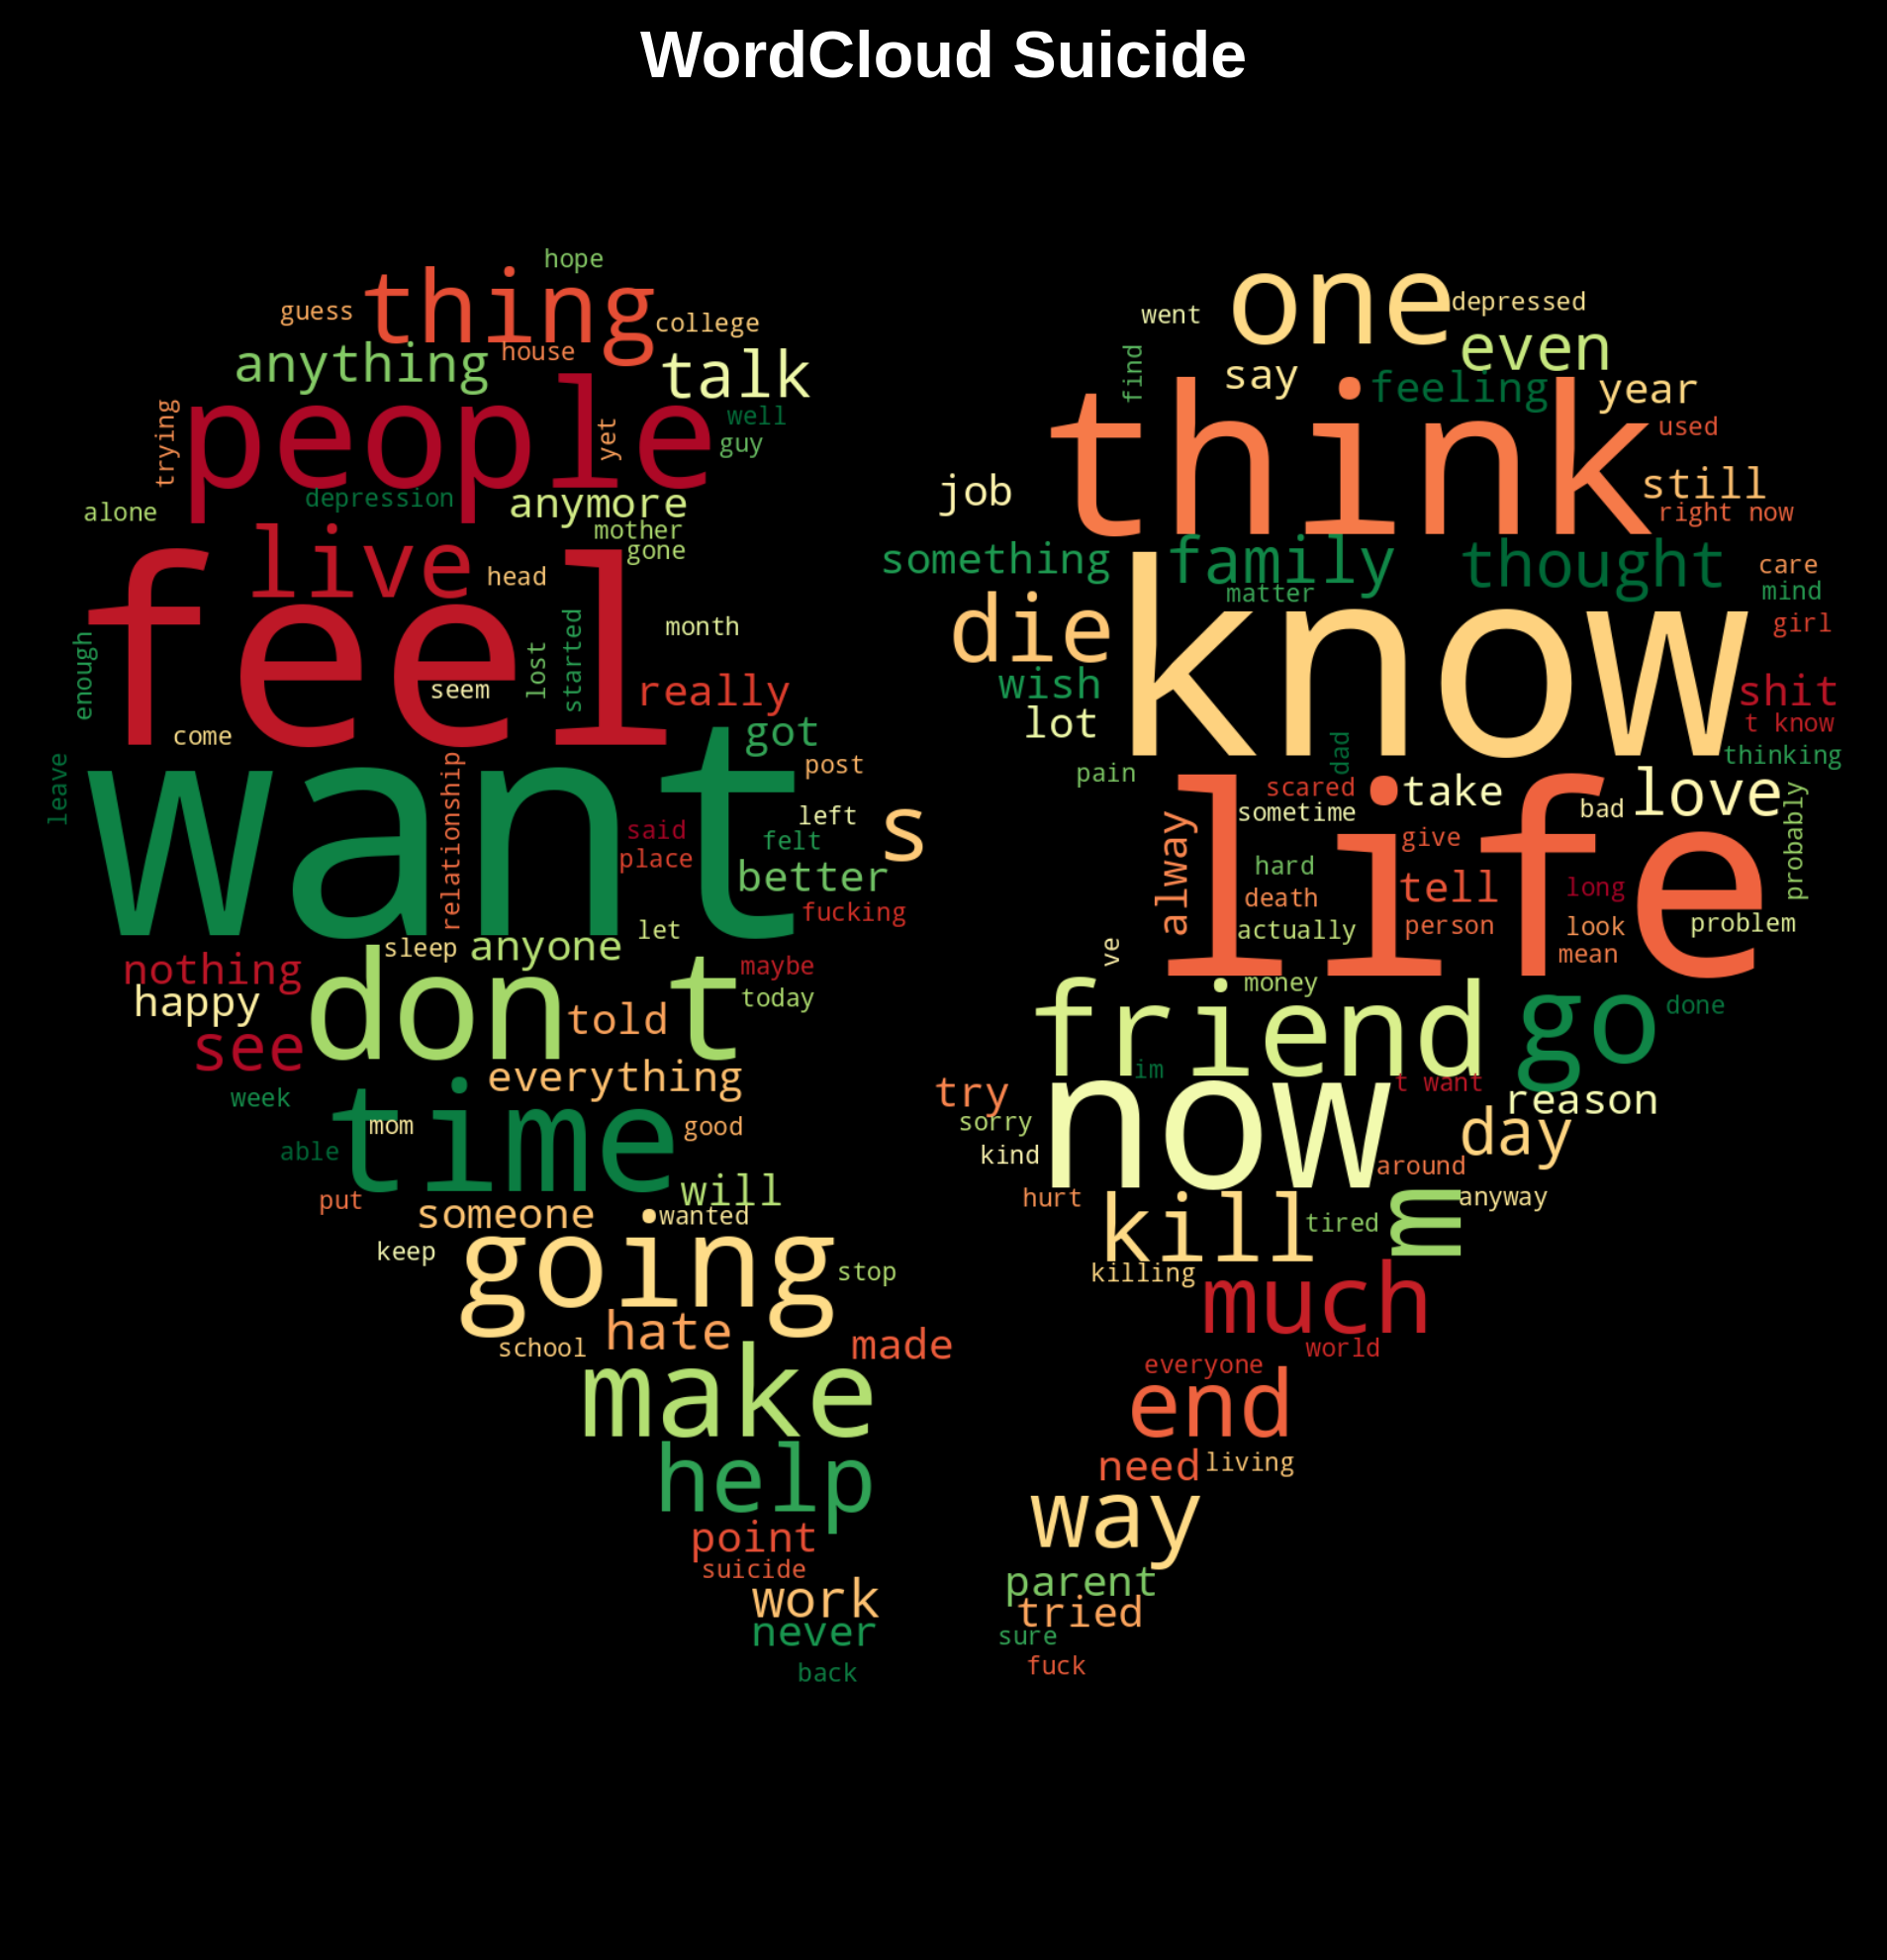 WordCloud Suicide
hope
thing
guess
college
house
anything
talk
people
trying
yet
well
guy
depression
anymore
alone
mother
gone
live
head
feel
month
enough
lost
started
seem
really
come
got
want
leave
relationship
post
left
s
said
felt
place
better
fucking
let
sleep
anyone
nothing
maybe
happy
don t
today
told
see
everything
week
time
mom
good
able
put
will
someone
wanted
keep
going
stop
hate
school
made
make
help
point
suicide
work
never
back
one
depressed
went
even
find
say
feeling
year
think
used
job
still
right now
something
family
thought
care
matter
mind
die
know
girl
wish
shit
lot
t know
dad
thinking
pain
scared
take
love
sometime
bad
probably
alway
life
give
hard
tell
long
death
person
look
problem
actually
mean
ve
money
friend
go
done
im
try
now
t want
reason
sorry
day
kind
around
hurt
kill
m
anyway
tired
killing
much
world
everyone
end
need
living
way
parent
tried
sure
fuck